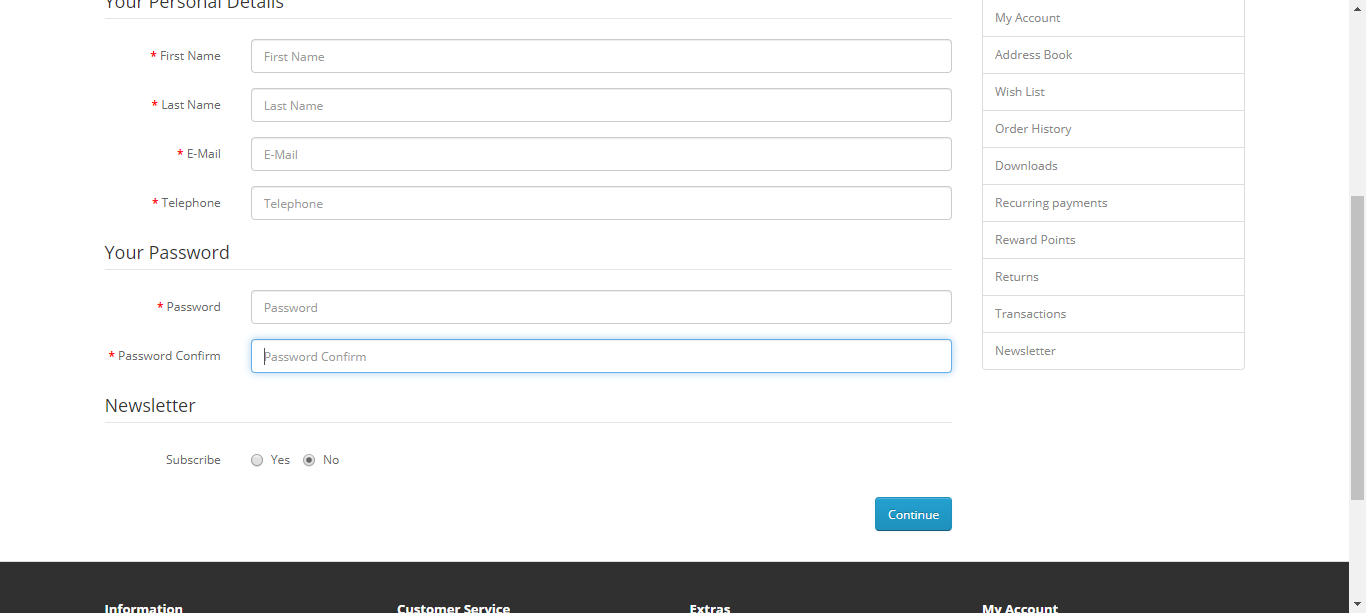 Your Personal Details
* First Name
First Name
* Last Name
Last Name
* E-Mail
E-Mail
* Telephone
Telephone
Your Password
* Password
Password
* Password Confirm
Password Confirm
Newsletter
Subscribe Yes No
Continue
My Account
Address Book
Wish List
Order History
Downloads
Recurring payments
Reward Points
Returns
Transactions
Newsletter
Information Customer Service Extras My Account